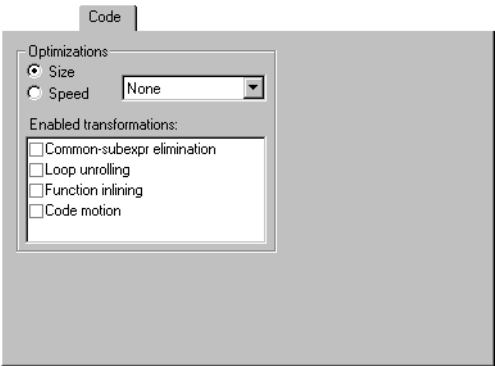 Code
Optimizations
Size
Speed
None
Enabled transformations:
Common-subexpr elimination
Loop unrolling
Function inlining
Code motion